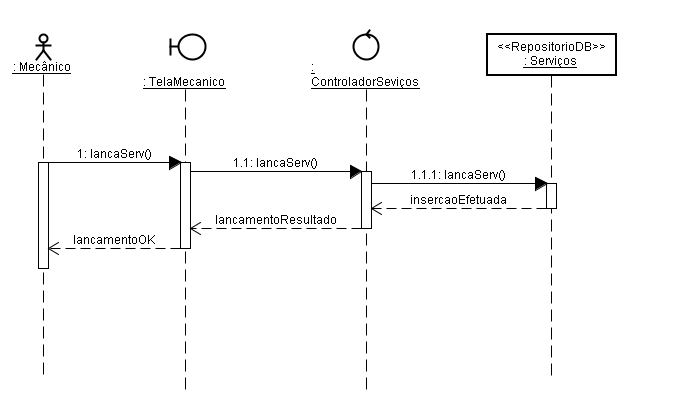 <<RepositorioDB>>
: Serviços
: Mecânico
: TelaMecanico
:
ControladorSeviços
1: lancaServ()
1.1: lancaServ()
1.1.1: lancaServ()
insercaoEfetuada
lancamentoResultado
lancamentoOK